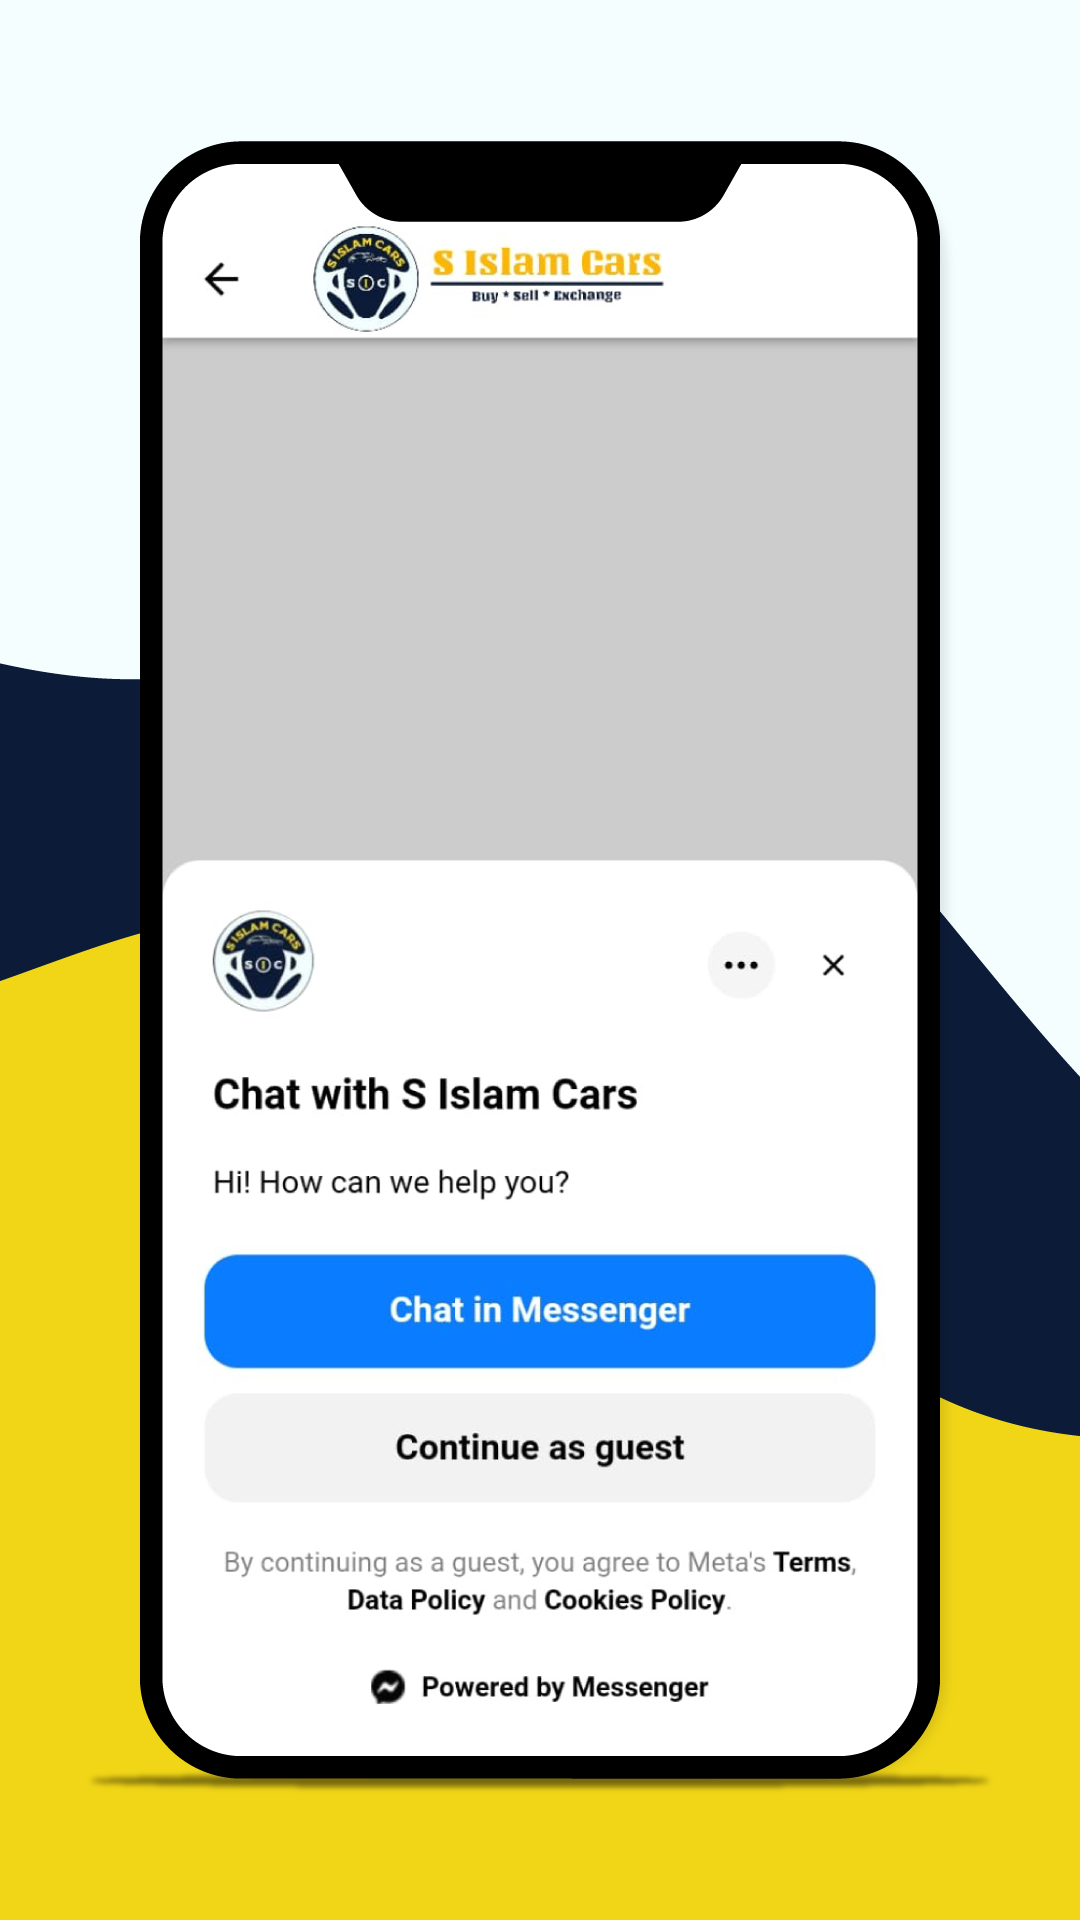 S ISLAM CARS
S I C
S Islam Cars
Buy * Sell * Exchange
S ISLAM CARS
S I C
Chat with S Islam Cars
Hi! How can we help you?
Chat in Messenger
Continue as guest
By continuing as a guest, you agree to Meta's Terms,
Data Policy and Cookies Policy.
Powered by Messenger